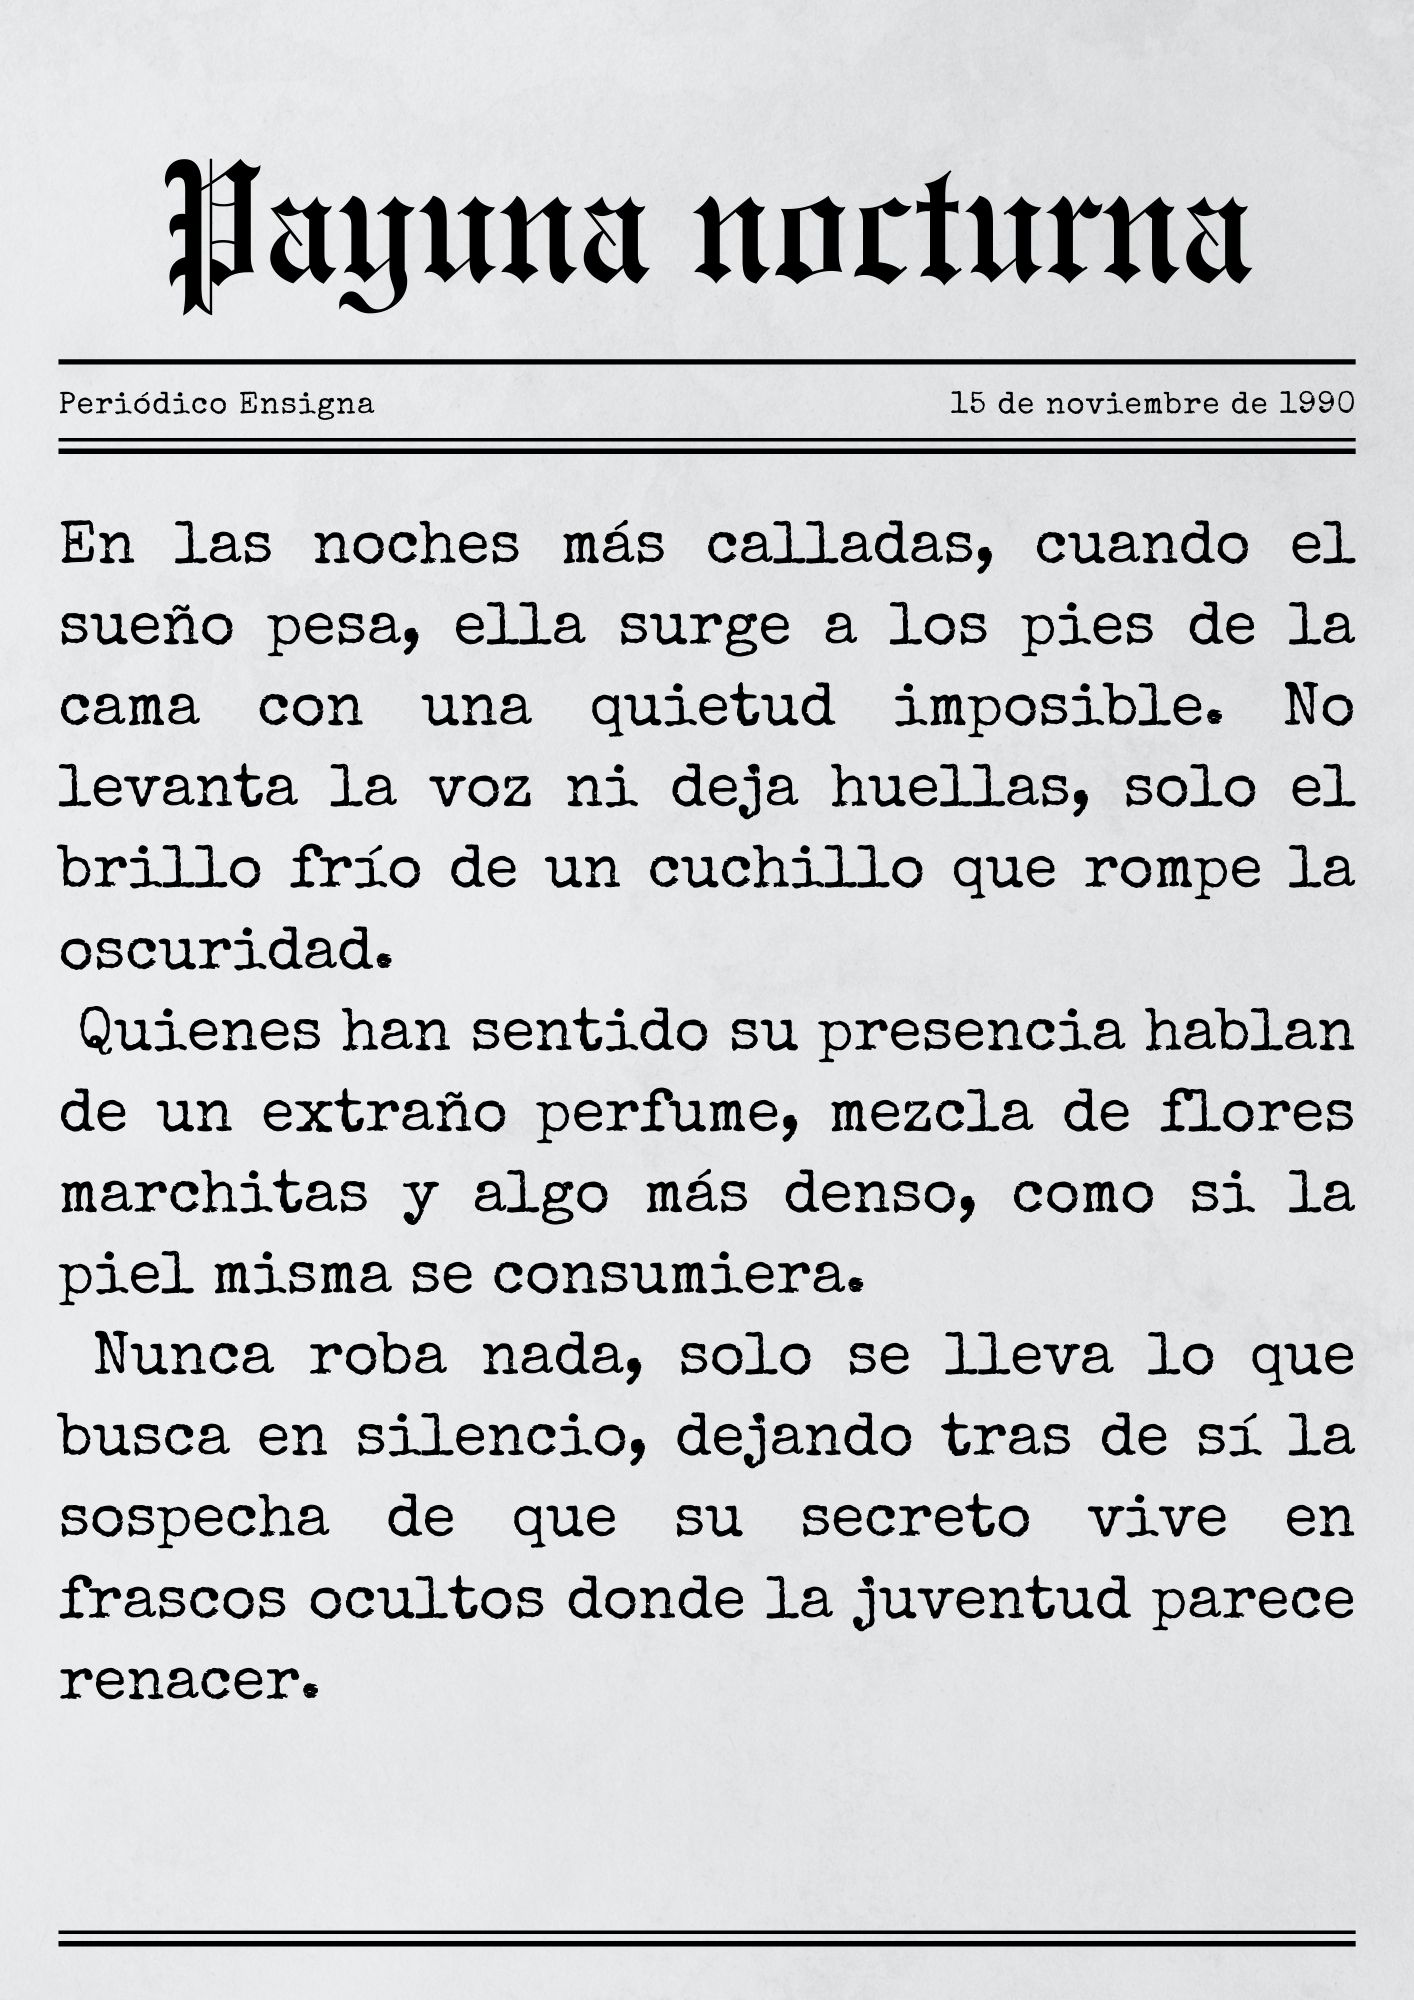 Payuna nocturna
Periódico Ensigna
15 de noviembre de 1990
En las noches más calladas, cuando el
sueño pesa, ella surge a los pies de la
cama con una quietud imposible. No
levanta la voz ni deja huellas, solo el
brillo frío de un cuchillo que rompe la
oscuridad.
Quienes han sentido su presencia hablan
de un extraño perfume, mezcla de flores
marchitas y algo más denso, como si la
piel misma se consumiera.
Nunca roba nada, solo se lleva lo que
busca en silencio, dejando tras de sí la
sospecha de que su secreto vive en
frascos ocultos donde la juventud parece
renacer.